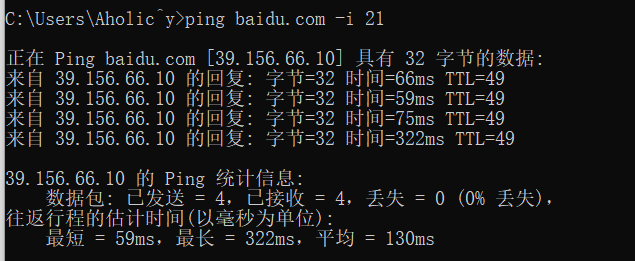 C:\Users\Aholic^y>ping baidu.com -i 21
正在 Ping baidu.com [39.156.66.10] 具有 32 字节的数据:
来自 39.156.66.10 的回复: 字节=32 时间=66ms TTL=49
来自 39.156.66.10 的回复: 字节=32 时间=59ms TTL=49
来自 39.156.66.10 的回复: 字节=32 时间=75ms TTL=49
来自 39.156.66.10 的回复: 字节=32 时间=322ms TTL=49
39.156.66.10 的 Ping 统计信息:
数据包: 已发送 = 4，已接收 = 4，丢失 = 0 (0% 丢失)，
往返行程的估计时间(以毫秒为单位):
最短 = 59ms，最长 = 322ms，平均 = 130ms